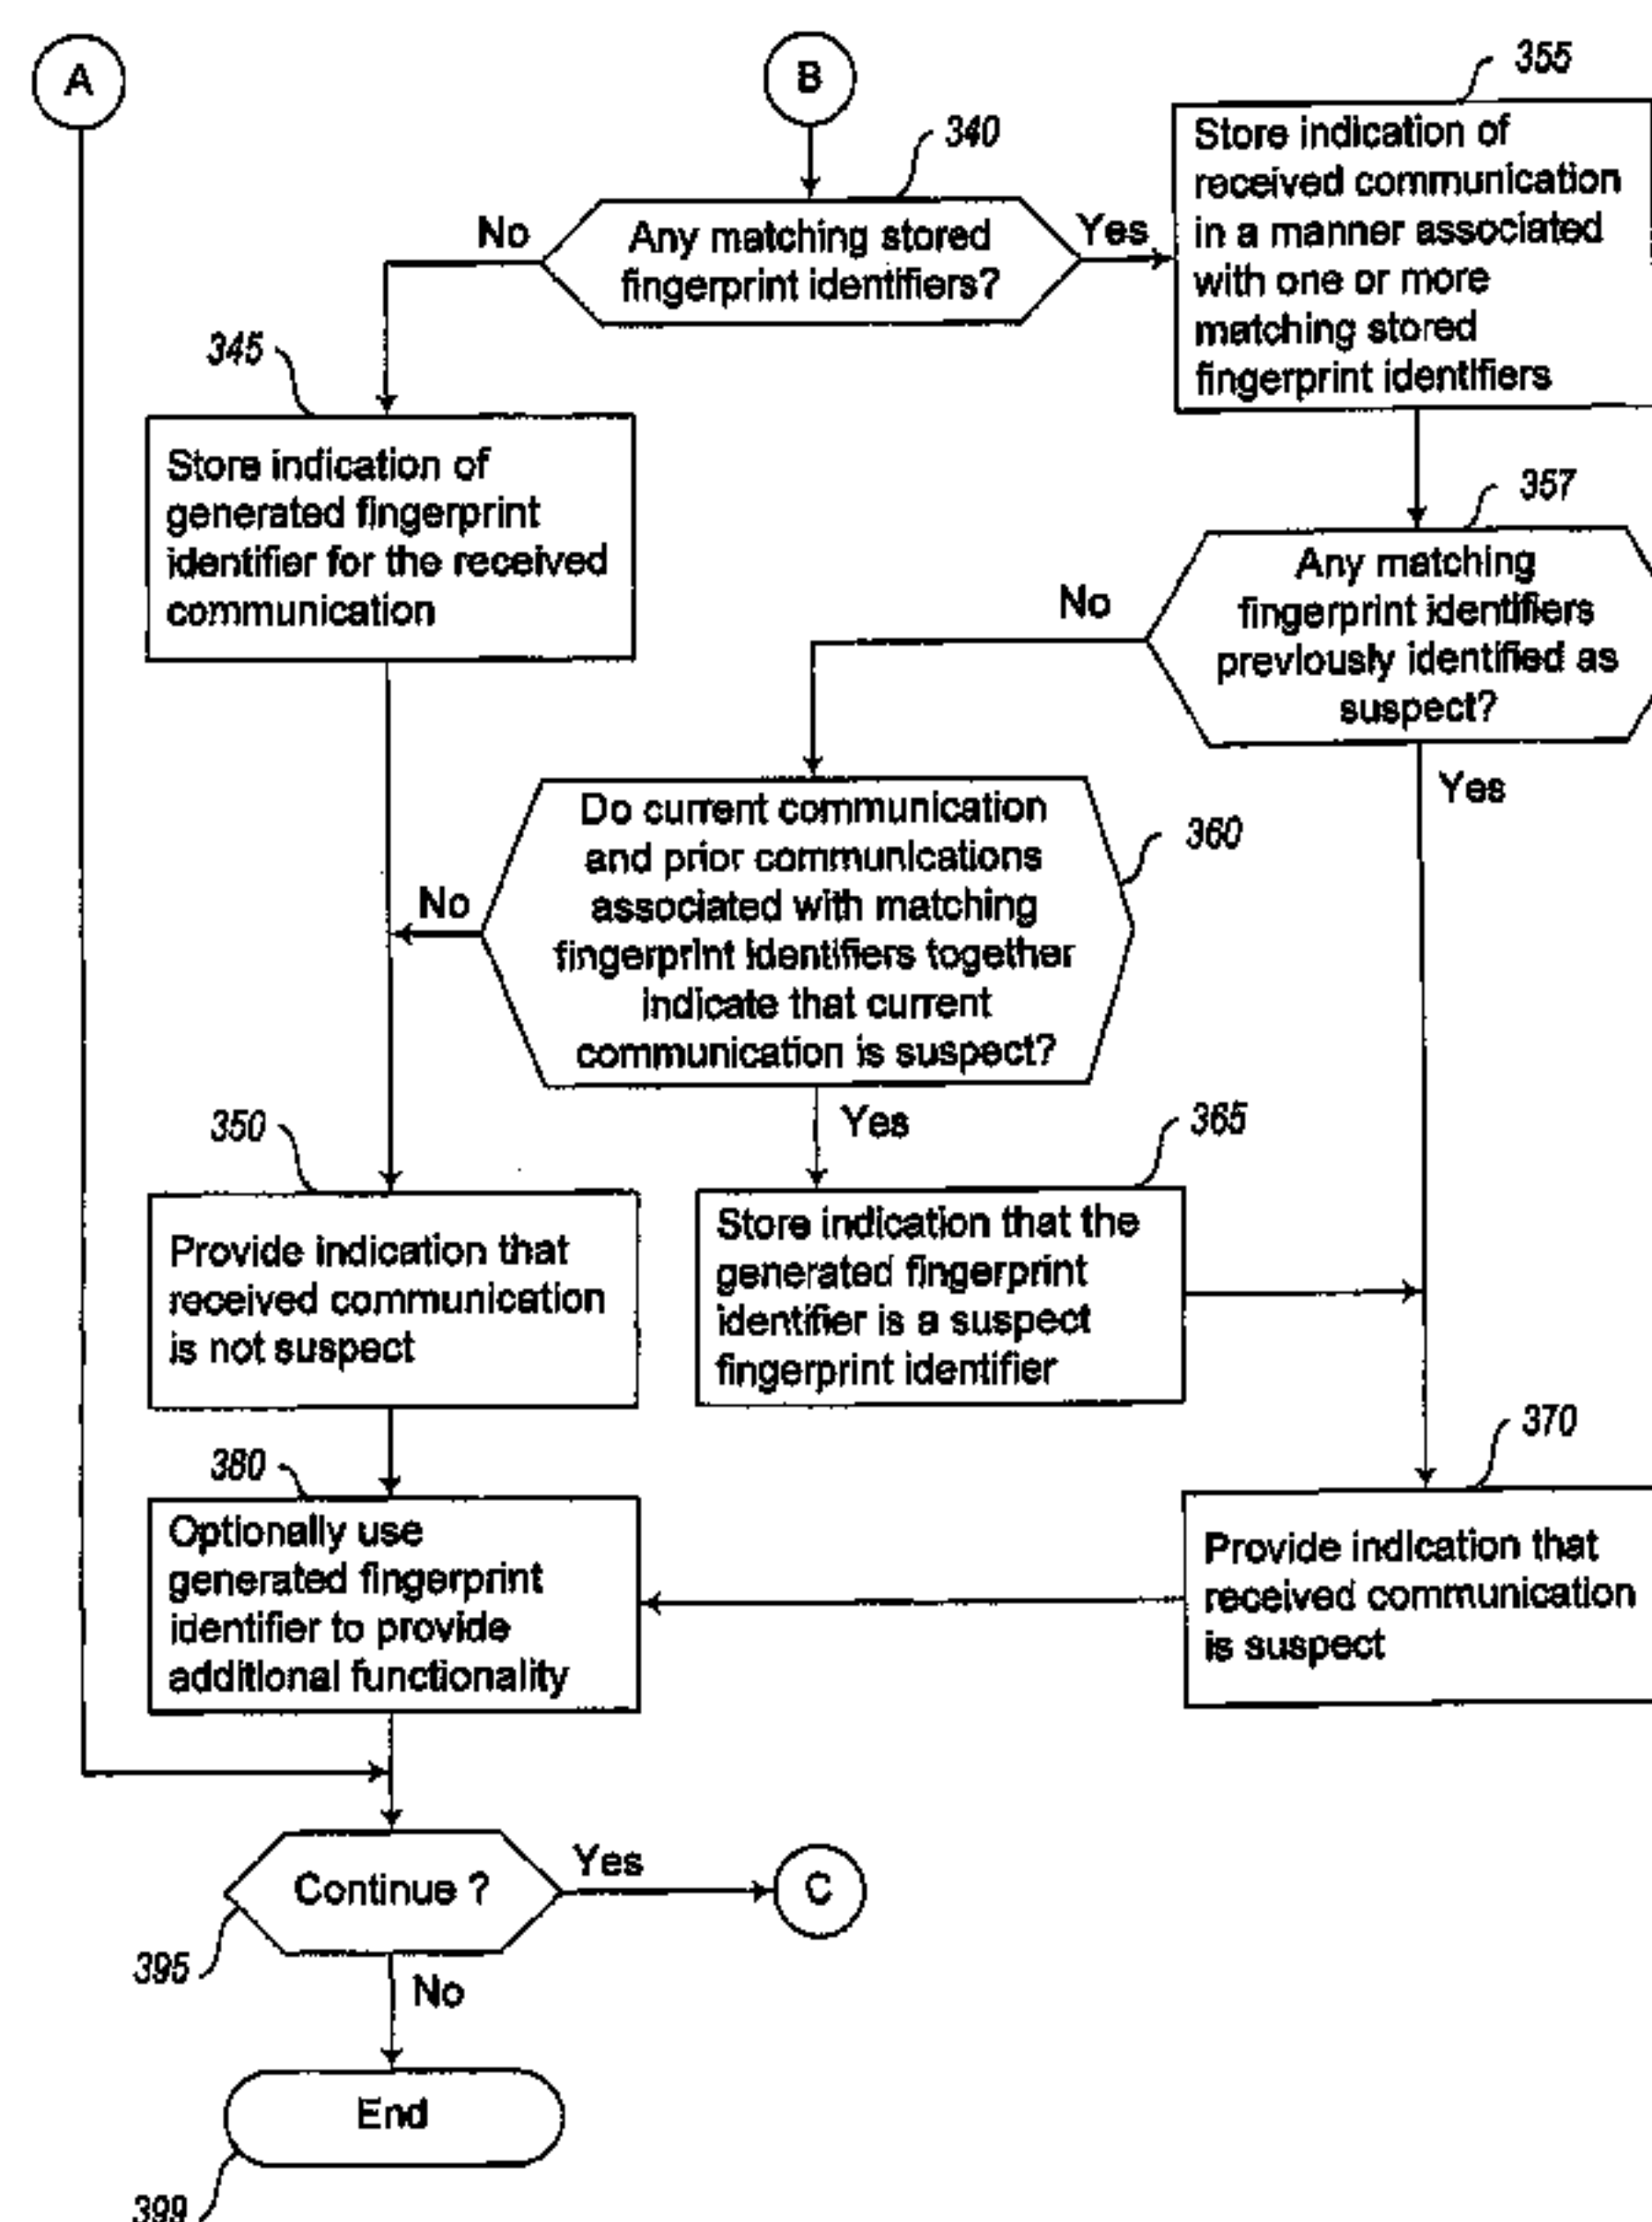 A
B
355
340
Store indication of
received communication
in a manner associated
with one or more
matching stored
fingerprint identifiers
No
Any matching stored
fingerprint identifiers?
Yes
345
Store indication of
generated fingerprint
identifier for the received
communication
357
Any matching
fingerprint identifiers
previously identified as
suspect?
No
Yes
Do current communication
and prior communications
associated with matching
fingerprint identifiers together
indicate that current
communication is suspect?
360
No
Yes
350
365
Provide indication that
received communication
is not suspect
Store indication that the
generated fingerprint
identifier is a suspect
fingerprint identifier
370
380
Optionally use
generated fingerprint
identifier to provide
additional functionality
Provide indication that
received communication
is suspect
Continue ?
Yes
C
395
No
End
399